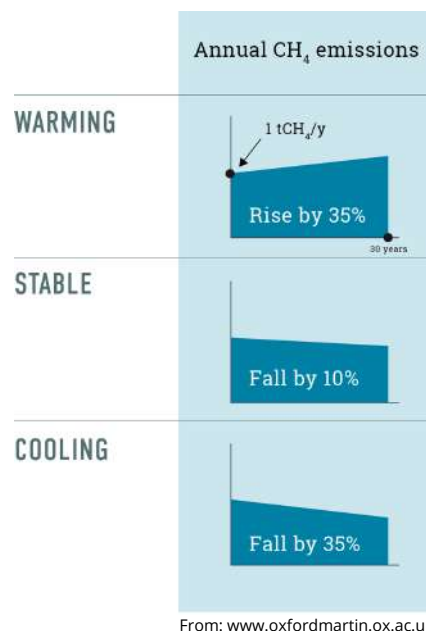 Annual CH₄ emissions
WARMING
1 tCH₄/y
Rise by 35%
30 years
STABLE
Fall by 10%
COOLING
Fall by 35%
From: www.oxfordmartin.ox.ac.u